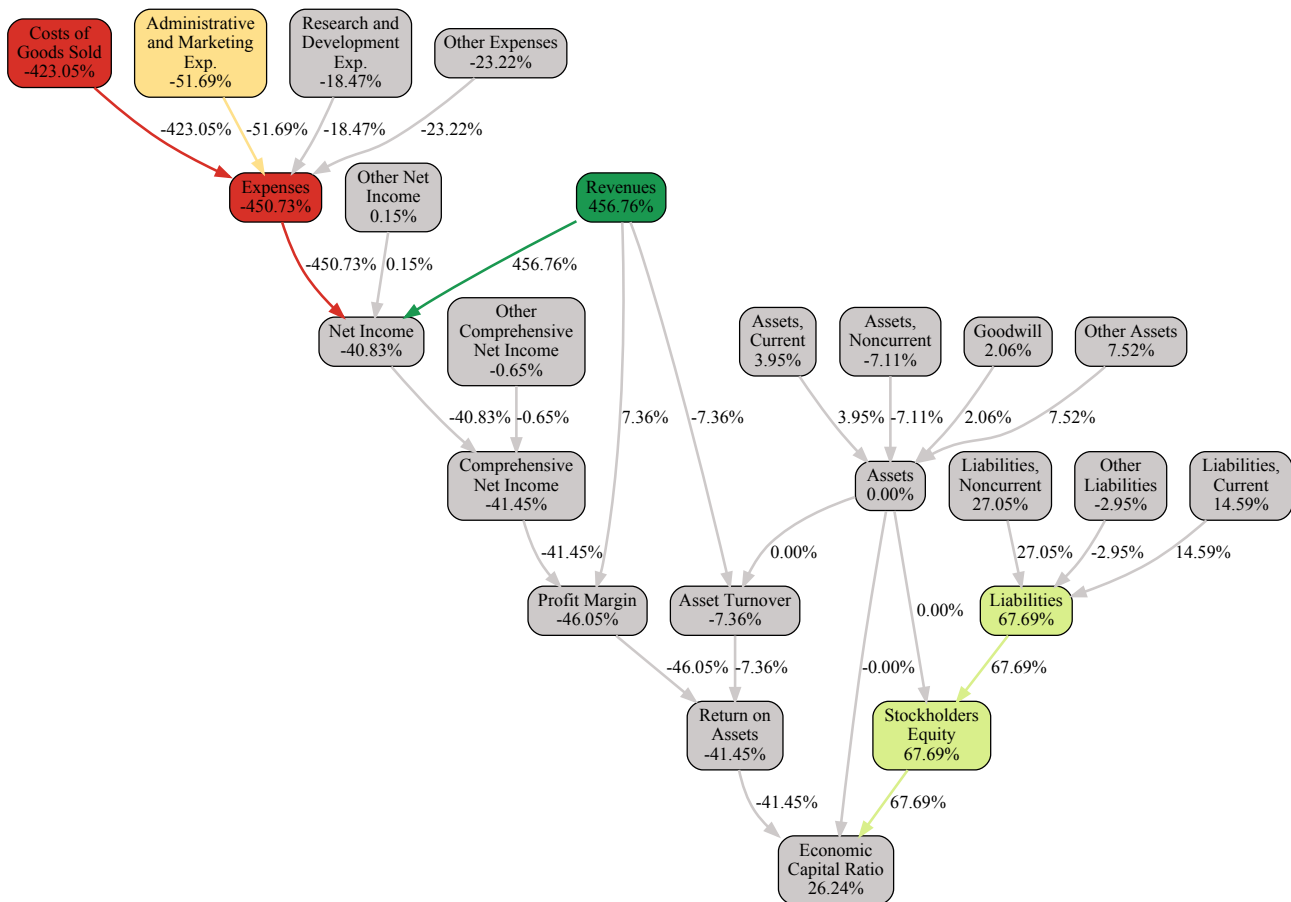 Costs of
Goods Sold
-423.05%
Administrative
and Marketing
Exp.
-51.69%
Research and
Development
Exp.
-18.47%
Other Expenses
-23.22%
-423.05%
-51.69%
-18.47%
-23.22%
Expenses
-450.73%
Other Net
Income
0.15%
Revenues
456.76%
-450.73%
0.15%
456.76%
Net Income
-40.83%
Other
Comprehensive
Net Income
-0.65%
Assets,
Current
3.95%
Assets,
Noncurrent
-7.11%
Goodwill
2.06%
Other Assets
7.52%
-40.83%
-0.65%
7.36%
-7.36%
3.95%
-7.11%
2.06%
7.52%
Comprehensive
Net Income
-41.45%
Assets
0.00%
Liabilities,
Noncurrent
27.05%
Other
Liabilities
-2.95%
Liabilities,
Current
14.59%
-41.45%
0.00%
27.05%
-2.95%
14.59%
Profit Margin
-46.05%
Asset Turnover
-7.36%
0.00%
Liabilities
67.69%
-46.05%
-7.36%
-0.00%
67.69%
Return on
Assets
-41.45%
Stockholders
Equity
67.69%
-41.45%
67.69%
Economic
Capital Ratio
26.24%